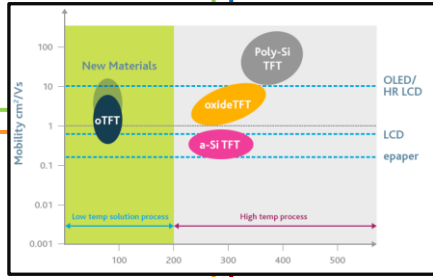 Mobility cm²/Vs
100
10
1
0.1
0.01
0.001
New Materials
oTFT
Poly-Si
TFT
oxideTFT
a-Si TFT
OLED/
HR LCD
LCD
epaper
Low temp solution process
High temp process
100
200
300
400
500